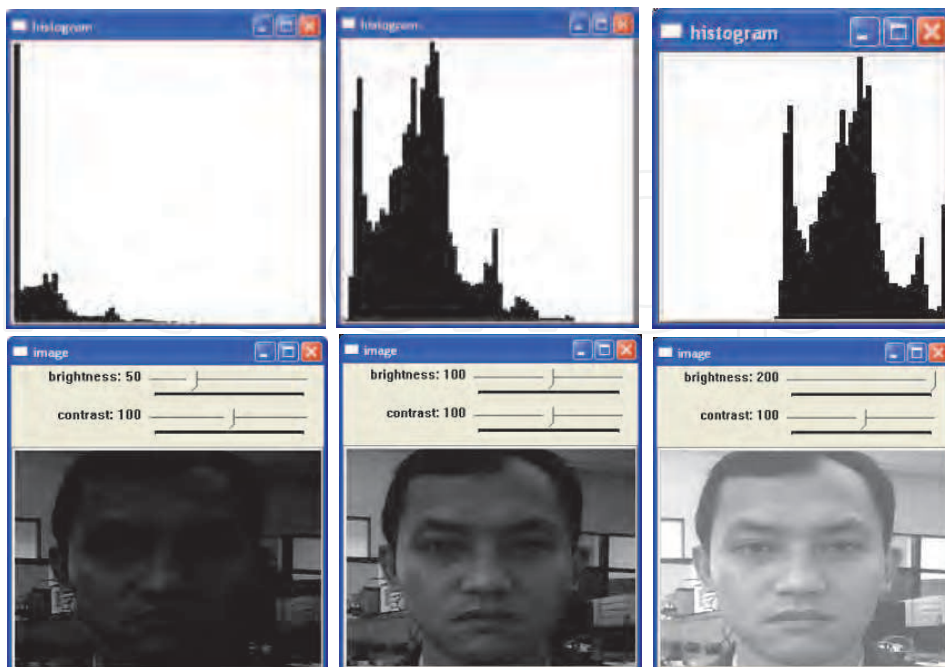 histogram
histogram
histogram
image
brightness: 50
contrast: 100
image
brightness: 100
contrast: 100
image
brightness: 200
contrast: 100